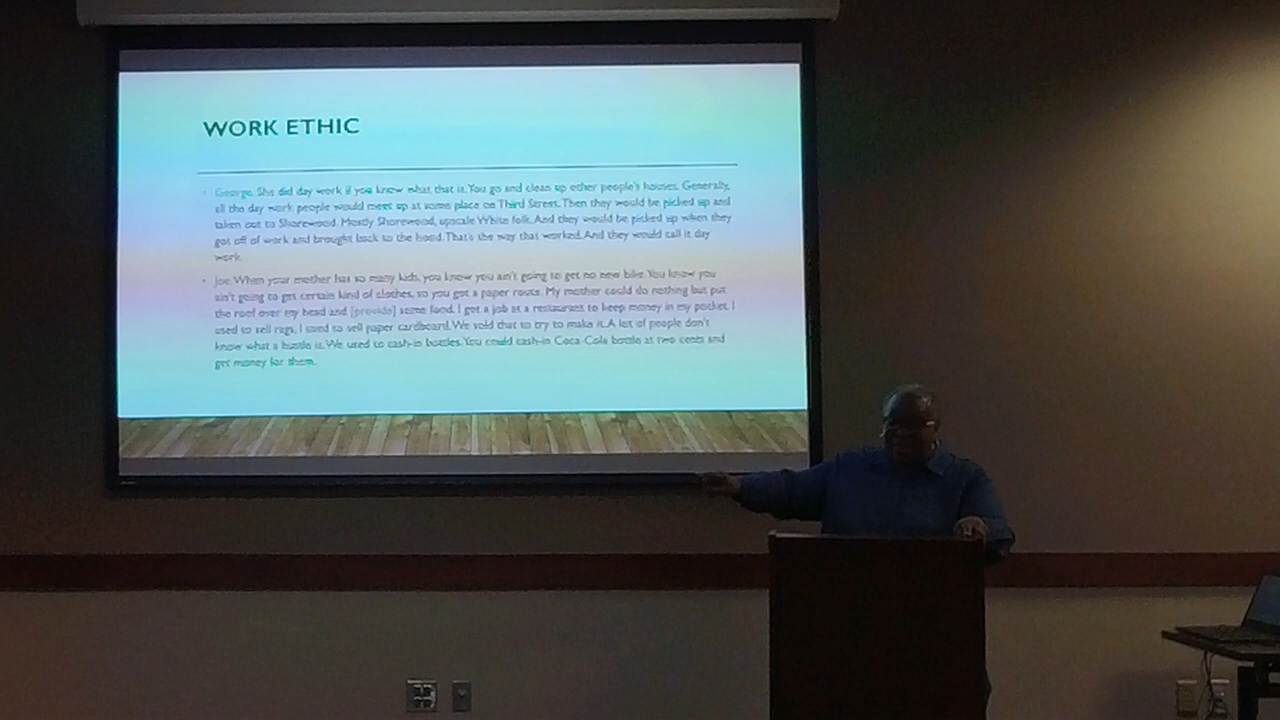 WORK ETHIC
George. She did day work if you know what that is. You go and clean up other people's houses. Generally,
all the day work people would meet up at some place on Third Street. Then they would be picked up and
taken out to Shorewood. Mostly Shorewood, upscale White folk. And they would be picked up when they
got off of work and brought back to the hood. That's the way that worked. And they would call it day
work.
Joe. When your mother has so many kids, you know you ain't going to get no new bike. You know you
ain't going to get certain kind of clothes, so you got a paper route. My mother could do nothing but put
the roof over my head and [provide] some food. I got a job at a restaurant to keep money in my pocket. I
used to sell rags, I used to sell paper cardboard. We sold that to try to make it. A lot of people don't
know what a hustle is. We used to cash-in bottles. You could cash-in Coca-Cola bottle at two cents and
get money for them.